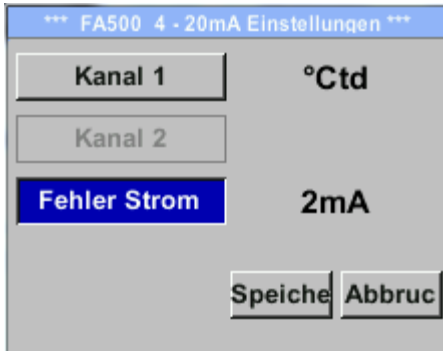 *** FA500 4 - 20mA Einstellungen ***
Kanal 1 °Ctd
Kanal 2
Fehler Strom 2mA
Speiche Abbruc